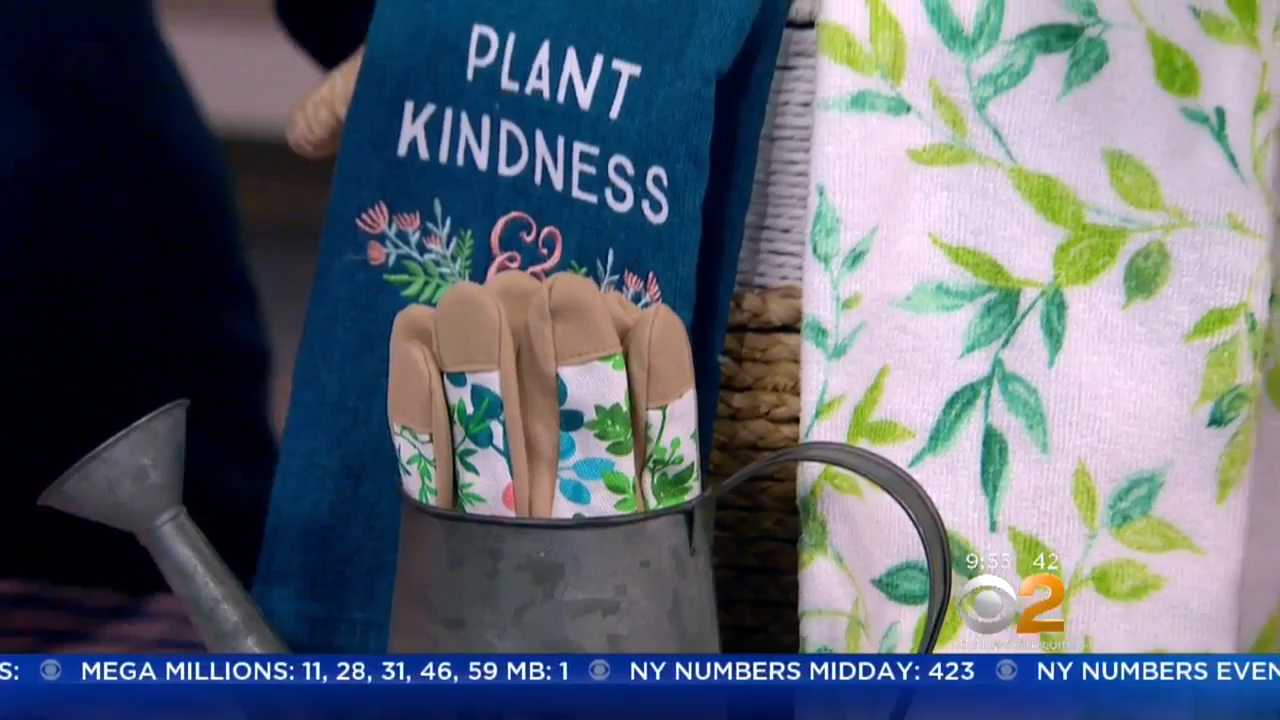 PLANT
KINDNESS
&
9:53 42
2
S: MEGA MILLIONS: 11, 28, 31, 46, 59 MB: 1 NY NUMBERS MIDDAY: 423 NY NUMBERS EVEN